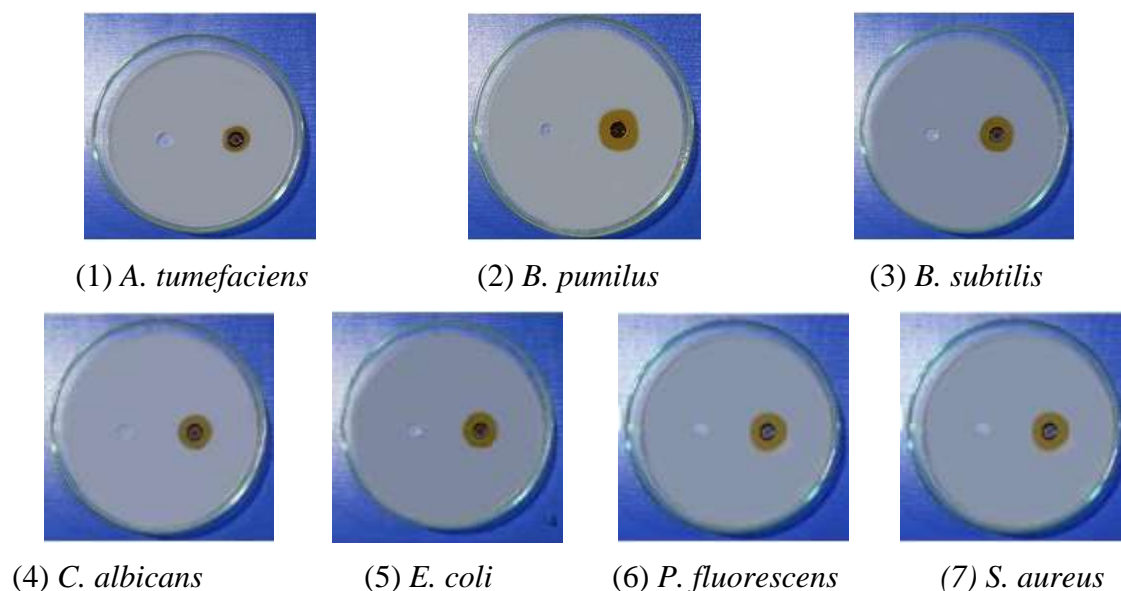 (1) A. tumefaciens
(2) B. pumilus
(3) B. subtilis
(4) C. albicans
(5) E. coli
(6) P. fluorescens
(7) S. aureus